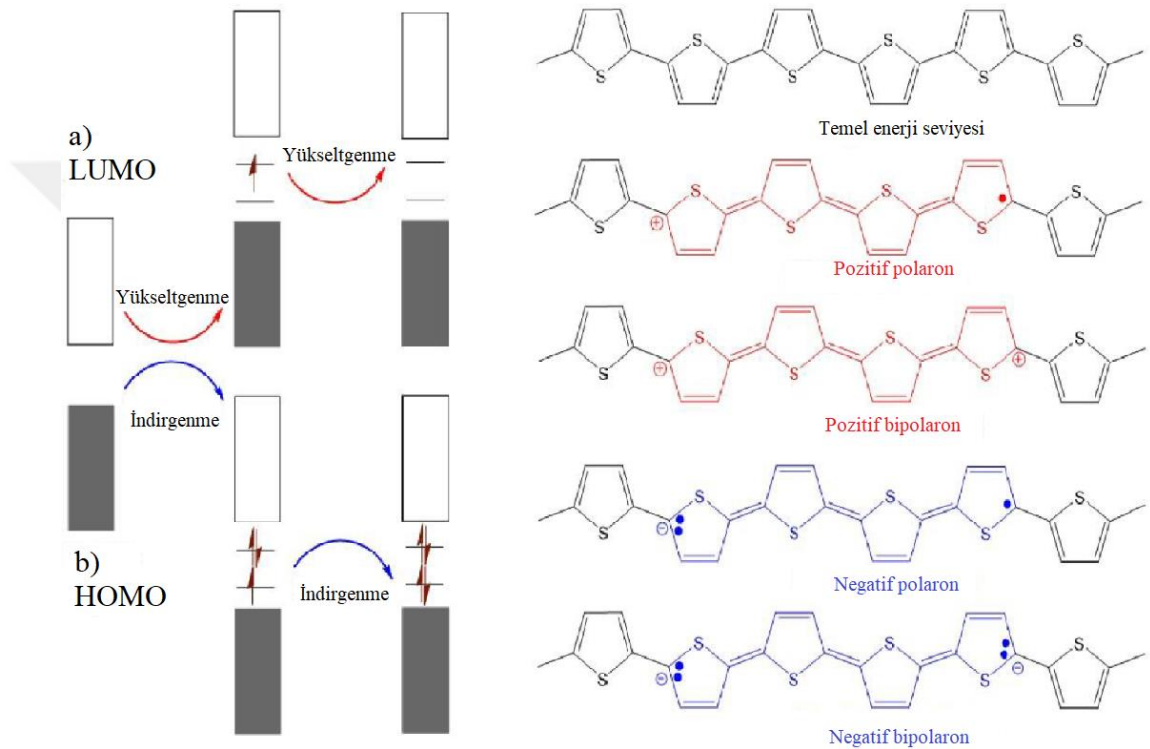 a)
LUMO
Yükseltgenme
Yükseltgenme
İndirgenme
b)
HOMO
İndirgenme
S S S S S S
Temel enerji seviyesi
S S S S S S
⊕
Pozitif polaron
S S S S S S
⊕ ⊕
Pozitif bipolaron
S S S S S S
⊖
Negatif polaron
S S S S S S
⊖ ⊖
Negatif bipolaron